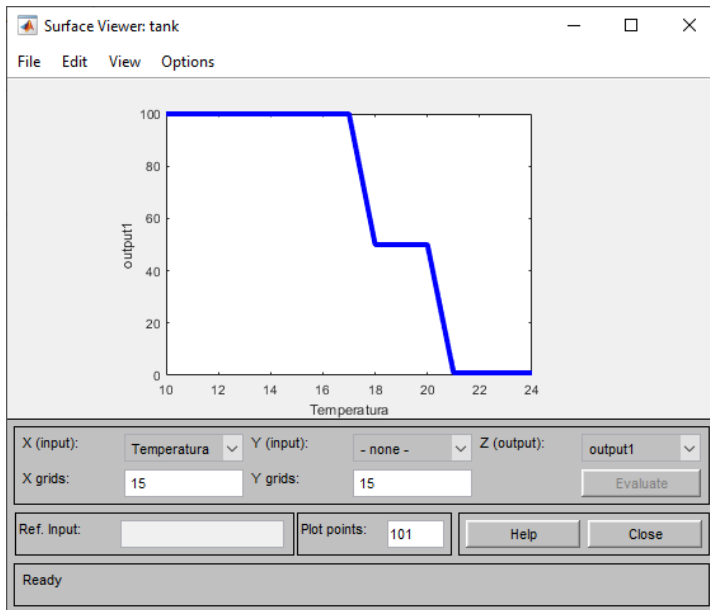 Surface Viewer: tank
File Edit View Options
100
80
60
40
20
0
output1
10 12 14 16 18 20 22 24
Temperatura
X (input): Temperatura Y (input): - none - Z (output): output1
X grids: 15 Y grids: 15 Evaluate
Ref. Input: Plot points: 101 Help Close
Ready